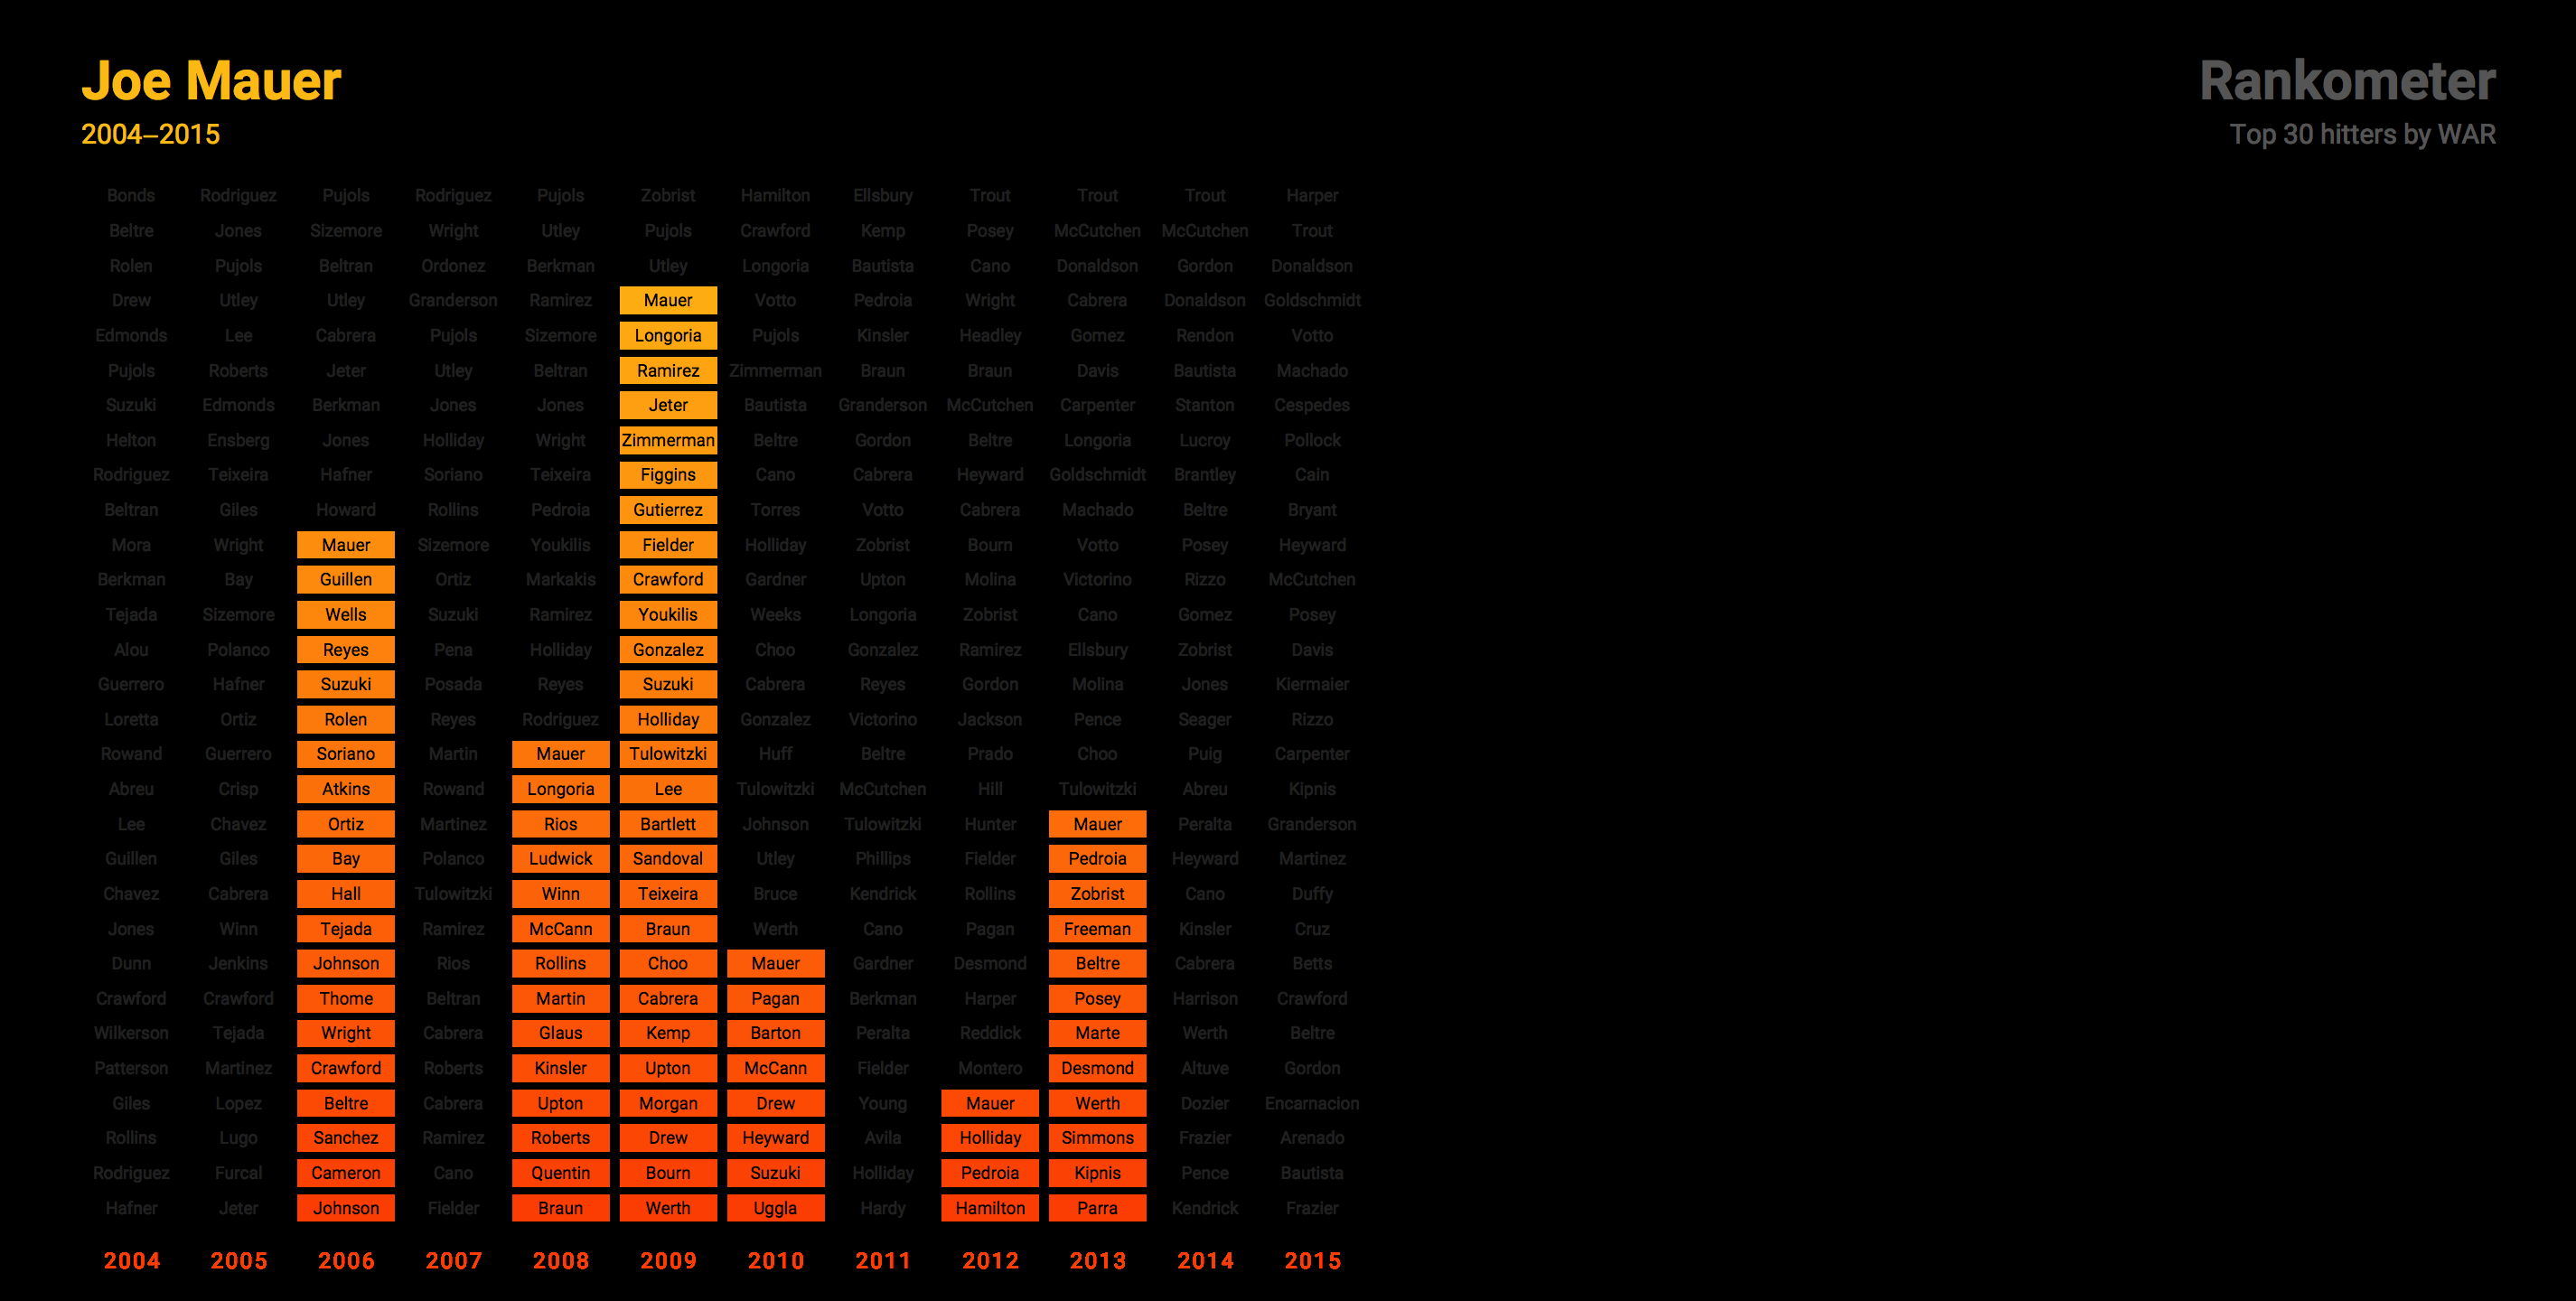 Joe Mauer
2004–2015
Rankometer
Top 30 hitters by WAR
Bonds Rodriguez Pujols Rodriguez Pujols Zobrist Hamilton Ellsbury Trout Trout Trout Harper
Beltre Jones Sizemore Wright Utley Pujols Crawford Kemp Posey McCutchen McCutchen Trout
Rolen Pujols Beltran Ordonez Berkman Utley Longoria Bautista Cano Donaldson Gordon Donaldson
Drew Utley Utley Granderson Ramirez Mauer Votto Pedroia Wright Cabrera Donaldson Goldschmidt
Edmonds Lee Cabrera Pujols Sizemore Longoria Pujols Kinsler Headley Gomez Rendon Votto
Pujols Roberts Jeter Utley Beltran Ramirez Zimmerman Braun Braun Davis Bautista Machado
Suzuki Edmonds Berkman Jones Jones Jeter Bautista Granderson McCutchen Carpenter Stanton Cespedes
Helton Ensberg Jones Holliday Wright Zimmerman Beltre Gordon Beltre Longoria Lucroy Pollock
Rodriguez Teixeira Hafner Soriano Teixeira Figgins Cano Cabrera Heyward Goldschmidt Brantley Cain
Beltran Giles Howard Rollins Pedroia Gutierrez Torres Votto Cabrera Machado Beltre Bryant
Mora Wright Mauer Sizemore Youkilis Fielder Holliday Zobrist Bourn Votto Posey Heyward
Berkman Bay Guillen Ortiz Markakis Crawford Gardner Upton Molina Victorino Rizzo McCutchen
Tejada Sizemore Wells Suzuki Ramirez Youkilis Weeks Longoria Zobrist Cano Gomez Posey
Alou Polanco Reyes Pena Holliday Gonzalez Choo Gonzalez Ramirez Ellsbury Zobrist Davis
Guerrero Hafner Suzuki Posada Reyes Suzuki Cabrera Reyes Gordon Molina Jones Kiermaier
Loretta Ortiz Rolen Reyes Rodriguez Holliday Gonzalez Victorino Jackson Pence Seager Rizzo
Rowand Guerrero Soriano Martin Mauer Tulowitzki Huff Beltre Prado Choo Puig Carpenter
Abreu Crisp Atkins Rowand Longoria Lee Tulowitzki McCutchen Hill Tulowitzki Abreu Kipnis
Lee Chavez Ortiz Martinez Rios Bartlett Johnson Tulowitzki Hunter Mauer Peralta Granderson
Guillen Giles Bay Polanco Ludwick Sandoval Utley Phillips Fielder Pedroia Heyward Martinez
Chavez Cabrera Hall Tulowitzki Winn Teixeira Bruce Kendrick Rollins Zobrist Cano Duffy
Jones Winn Tejada Ramirez McCann Braun Werth Cano Pagan Freeman Kinsler Cruz
Dunn Jenkins Johnson Rios Rollins Choo Mauer Gardner Desmond Beltre Cabrera Betts
Crawford Crawford Thome Beltran Martin Cabrera Pagan Berkman Harper Posey Harrison Crawford
Wilkerson Tejada Wright Cabrera Glaus Kemp Barton Peralta Reddick Marte Werth Beltre
Patterson Martinez Crawford Roberts Kinsler Upton McCann Fielder Montero Desmond Altuve Gordon
Giles Lopez Beltre Cabrera Upton Morgan Drew Young Mauer Werth Dozier Encarnacion
Rollins Lugo Sanchez Ramirez Roberts Drew Heyward Avila Holliday Simmons Frazier Arenado
Rodriguez Furcal Cameron Cano Quentin Bourn Suzuki Holliday Pedroia Kipnis Pence Bautista
Hafner Jeter Johnson Fielder Braun Werth Uggla Hardy Hamilton Parra Kendrick Frazier
2004 2005 2006 2007 2008 2009 2010 2011 2012 2013 2014 2015